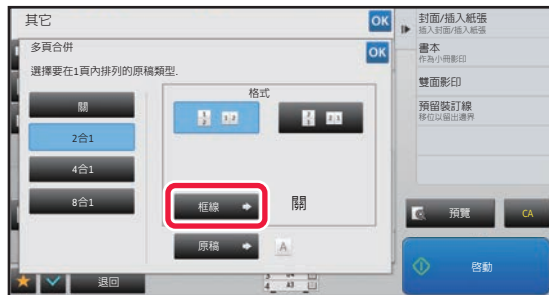 其它
OK
多頁合併
OK
選擇要在1頁內排列的原稿類型.
格式
關
2合1
4合1
8合1
框線
關
原稿
A
退回
4 A3
封面/插入紙張
插入封面/插入紙張
書本
作為小冊影印
雙面影印
預留裝訂線
移位以留出邊界
預覽
CA
啓動